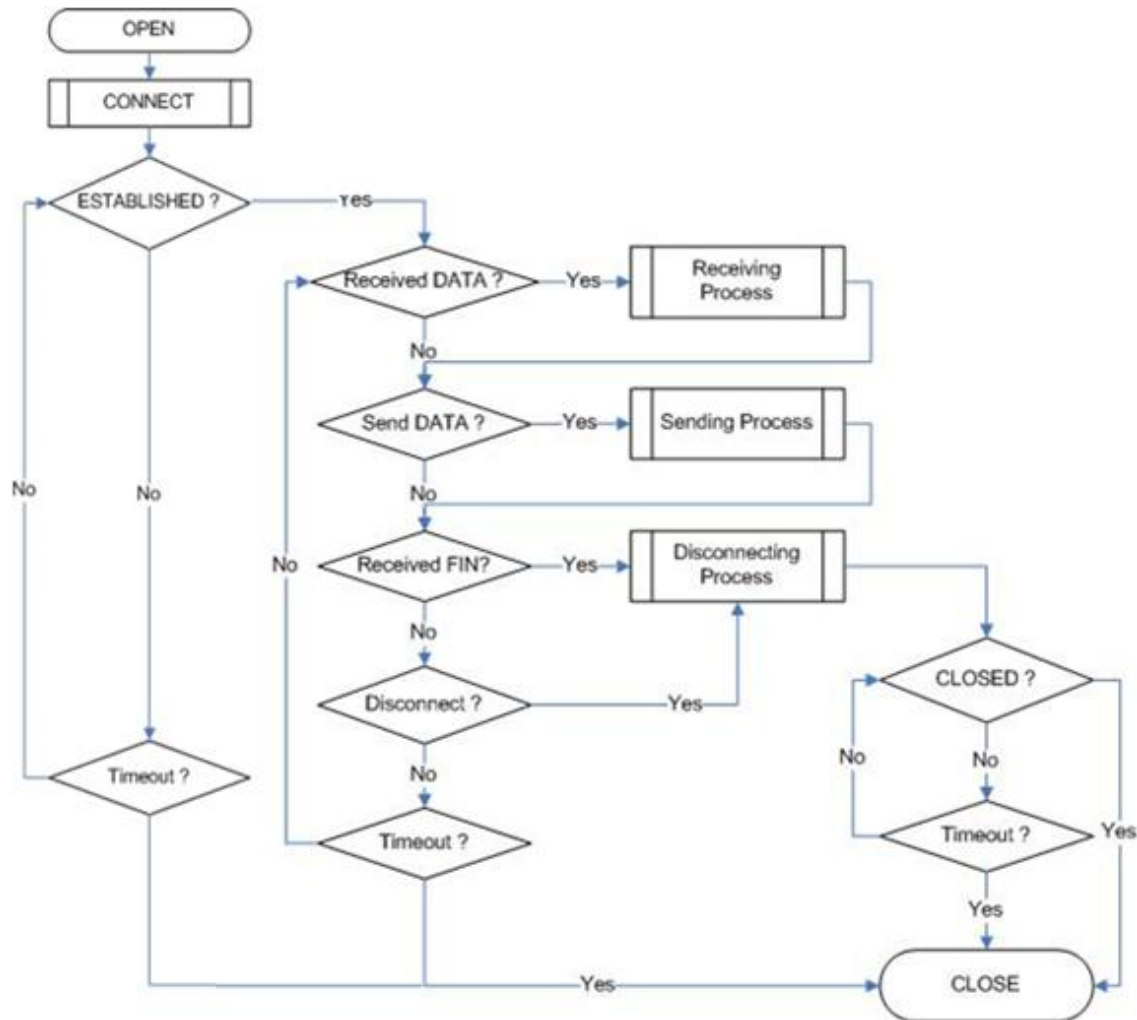 OPEN
CONNECT
ESTABLISHED ?
Yes
Received DATA ?
Yes
Receiving
Process
No
Send DATA ?
Yes
Sending Process
No
No
No
Received FIN?
Yes
Disconnecting
Process
No
No
Disconnect ?
Yes
CLOSED ?
No
No
No
Timeout ?
Timeout ?
Timeout ?
Yes
Yes
Yes
CLOSE